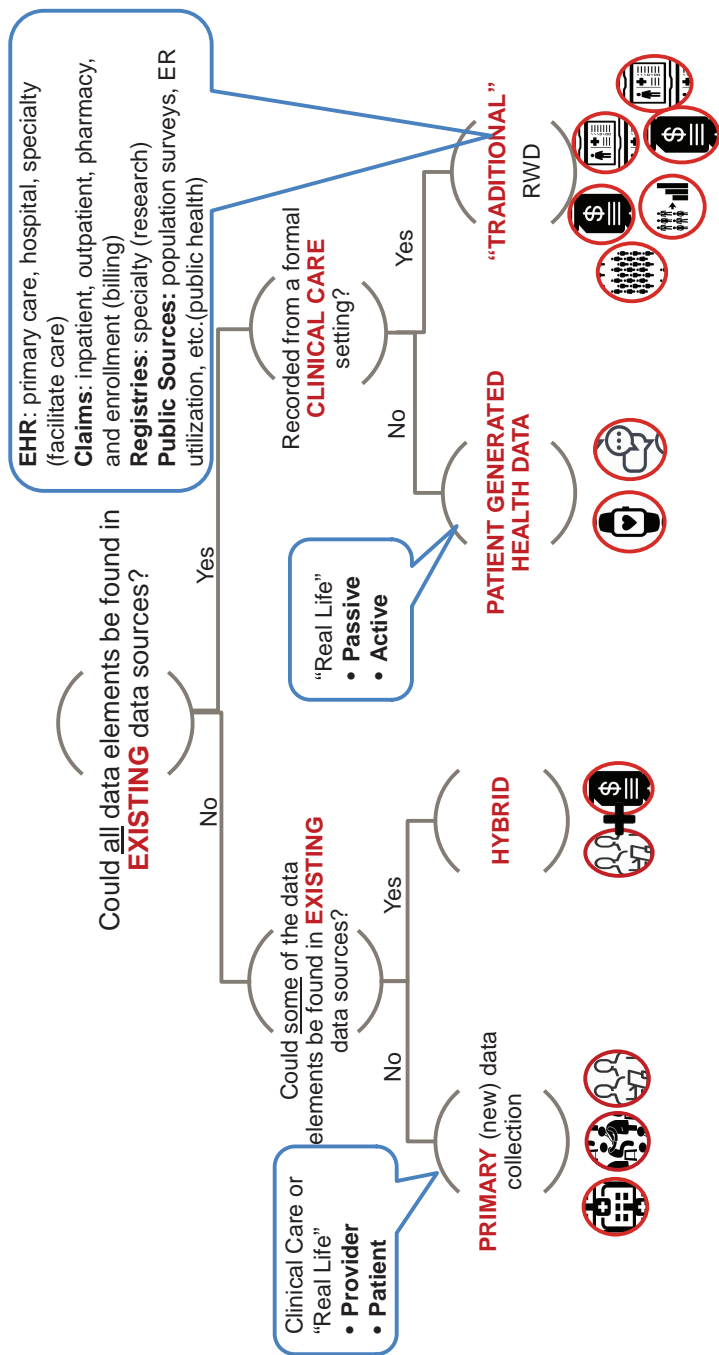 Could all data elements be found in
EXISTING data sources?
No
Yes
Could some of the data
elements be found in EXISTING
data sources?
No
Yes
Clinical Care or
“Real Life”
• Provider
• Patient
PRIMARY (new) data
collection
HYBRID
Recorded from a formal
CLINICAL CARE
setting?
No
Yes
“Real Life”
• Passive
• Active
PATIENT GENERATED
HEALTH DATA
EHR: primary care, hospital, specialty
(facilitate care)
Claims: inpatient, outpatient, pharmacy,
and enrollment (billing)
Registries: specialty (research)
Public Sources: population surveys, ER
utilization, etc.(public health)
“TRADITIONAL”
RWD
$
$
$